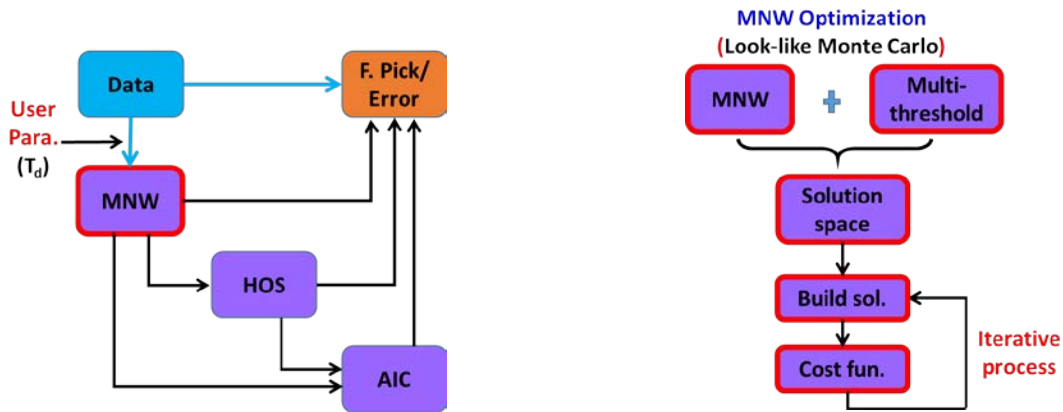 Data
F. Pick/
Error
User
Para.
(Td)
MNW
HOS
AIC
MNW Optimization
(Look-like Monte Carlo)
MNW
+
Multi-
threshold
Solution
space
Build sol.
Cost fun.
Iterative
process